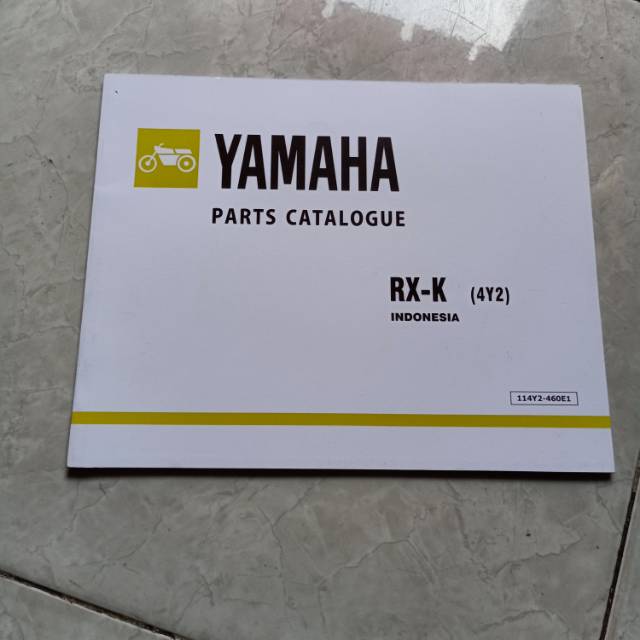 YAMAHA
PARTS CATALOGUE
RX-K (4Y2)
INDONESIA
114Y2-460E1